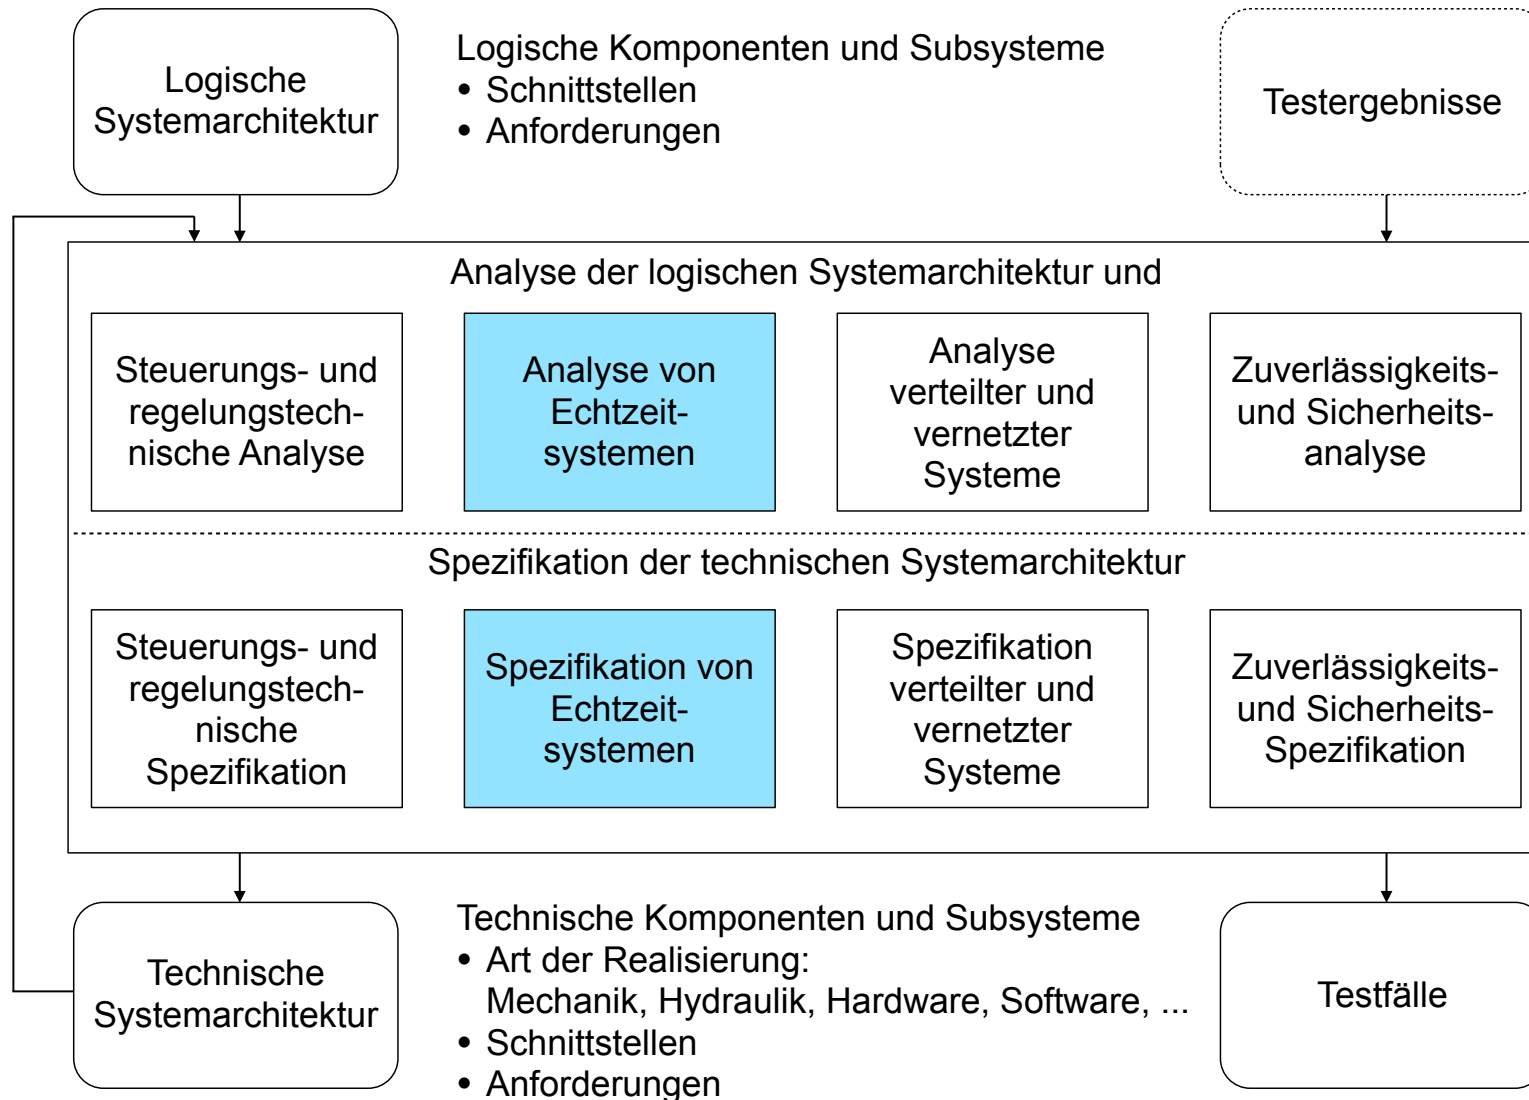 Logische
Systemarchitektur
Logische Komponenten und Subsysteme
• Schnittstellen
• Anforderungen
Testergebnisse
Analyse der logischen Systemarchitektur und
Steuerungs- und
regelungstech-
nische Analyse
Analyse von
Echtzeit-
systemen
Analyse
verteilter und
vernetzter
Systeme
Zuverlässigkeits-
und Sicherheits-
analyse
Spezifikation der technischen Systemarchitektur
Steuerungs- und
regelungstech-
nische
Spezifikation
Spezifikation von
Echtzeit-
systemen
Spezifikation
verteilter und
vernetzter
Systeme
Zuverlässigkeits-
und Sicherheits-
Spezifikation
Technische
Systemarchitektur
Technische Komponenten und Subsysteme
• Art der Realisierung:
Mechanik, Hydraulik, Hardware, Software, ...
• Schnittstellen
• Anforderungen
Testfälle